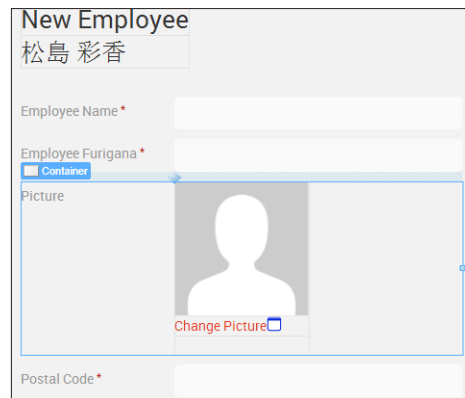 New Employee
松島 彩香
Employee Name *
Employee Furigana *
Container
Picture
Change Picture
Postal Code *